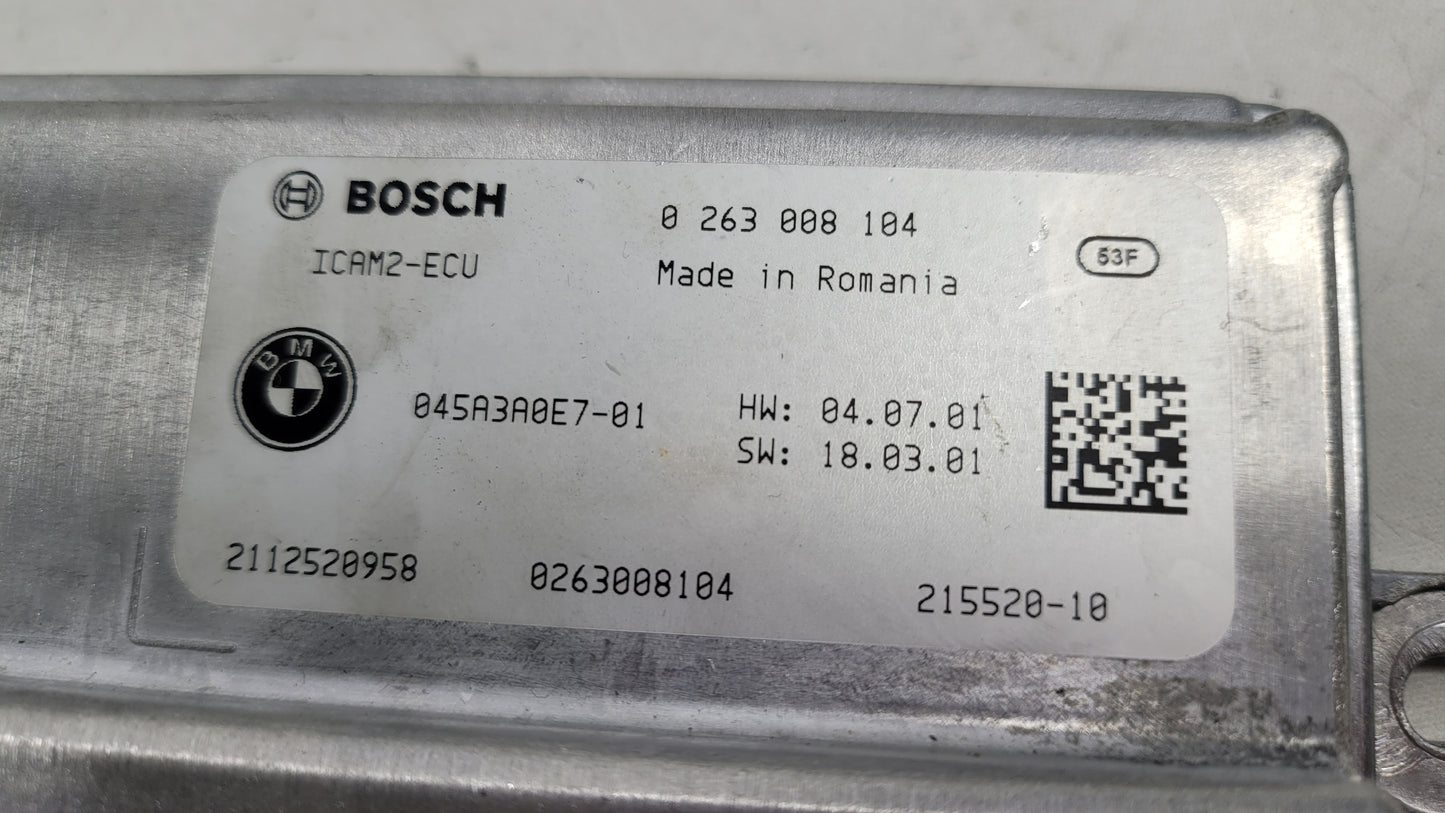 BOSCH
0 263 008 104
53F
ICAM2-ECU
Made in Romania
BMW
045A3A0E7-01
HW: 04.07.01
SW: 18.03.01
2112520958
0263008104
215520-10